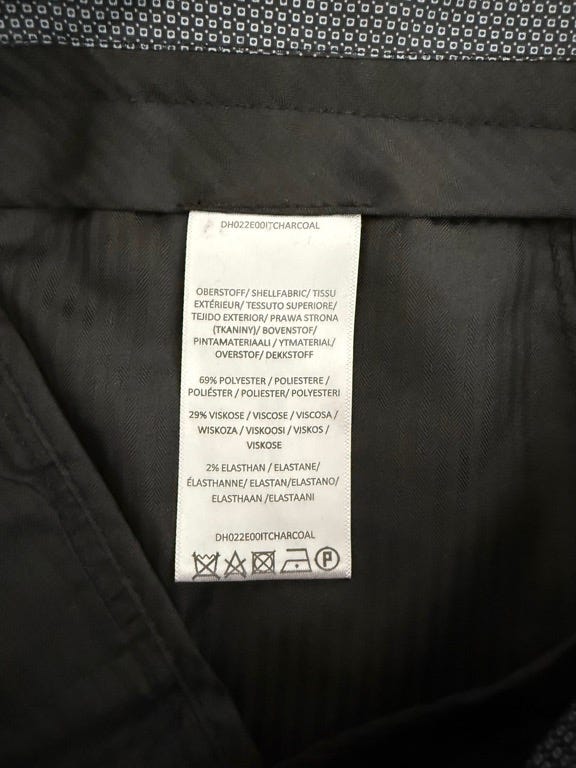 DH022E00ITCHARCOAL
OBERSTOFF/ SHELLFABRIC/ TISSU
EXTÉRIEUR/ TESSUTO SUPERIORE/
TEJIDO EXTERIOR/ PRAWA STRONA
(TKANINY)/ BOVENSTOF/
PINTAMATERIAALI / YTMATERIAL/
OVERSTOF/ DEKKSTOFF
69% POLYESTER / POLIESTERE /
POLIÉSTER / POLIESTER/ POLYESTERI
29% VISKOSE / VISCOSE / VISCOSA /
WISKOZA / VISKOOSI / VISKOS /
VISKOSE
2% ELASTHAN / ELASTANE/
ÉLASTHANNE/ ELASTAN/ELASTANO/
ELASTHAAN /ELASTAANI
DH022E00ITCHARCOAL
P